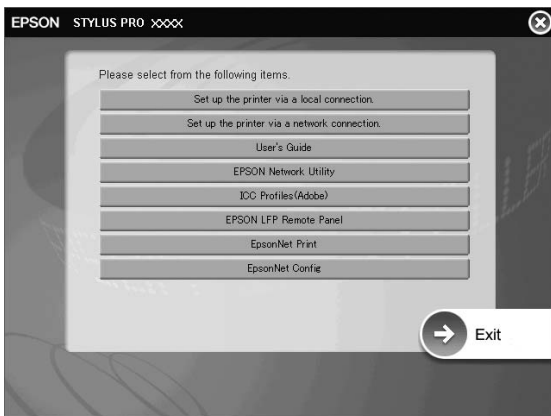 EPSON STYLUS PRO XXXX
Please select from the following items.
Set up the printer via a local connection.
Set up the printer via a network connection.
User's Guide
EPSON Network Utility
ICC Profiles(Adobe)
EPSON LFP Remote Panel
EpsonNet Print
EpsonNet Config
Exit